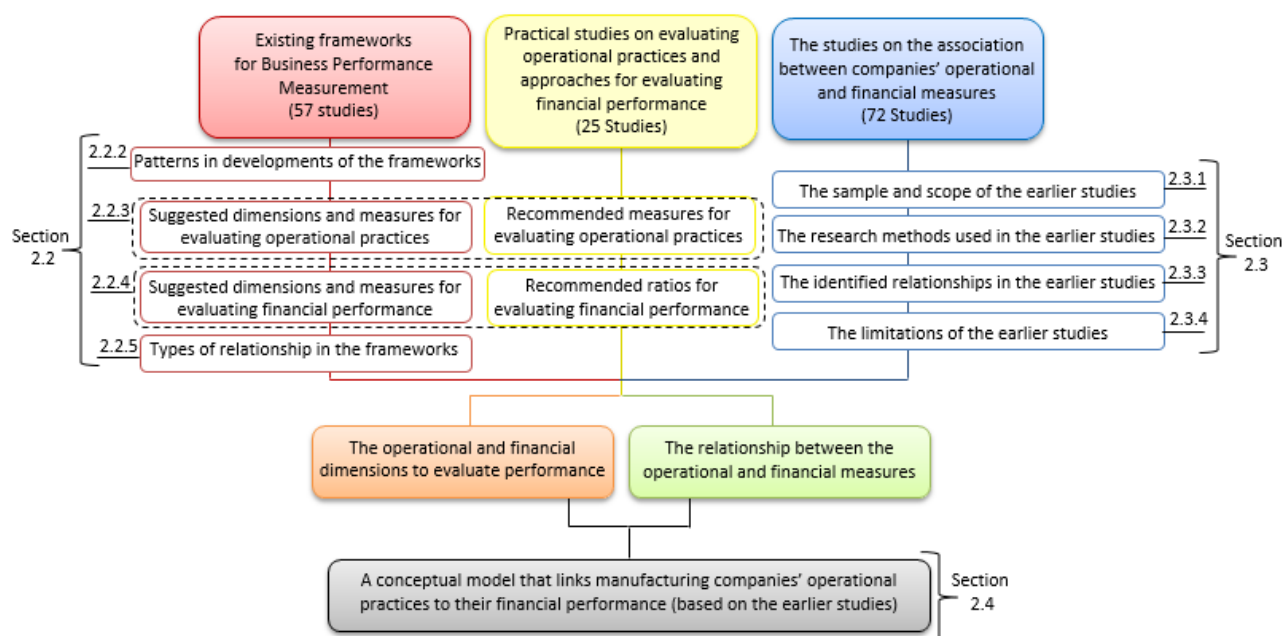 Existing frameworks
for Business Performance
Measurement
(57 studies)
Practical studies on evaluating
operational practices and
approaches for evaluating
financial performance
(25 Studies)
The studies on the association
between companies' operational
and financial measures
(72 Studies)
Section
2.2
2.2.2
Patterns in developments of the frameworks
2.2.3
Suggested dimensions and measures for
evaluating operational practices
Recommended measures for
evaluating operational practices
2.2.4
Suggested dimensions and measures for
evaluating financial performance
Recommended ratios for
evaluating financial performance
2.2.5
Types of relationship in the frameworks
The sample and scope of the earlier studies
2.3.1
The research methods used in the earlier studies
2.3.2
The identified relationships in the earlier studies
2.3.3
The limitations of the earlier studies
2.3.4
Section
2.3
The operational and financial
dimensions to evaluate performance
The relationship between the
operational and financial measures
A conceptual model that links manufacturing companies' operational
practices to their financial performance (based on the earlier studies)
Section
2.4